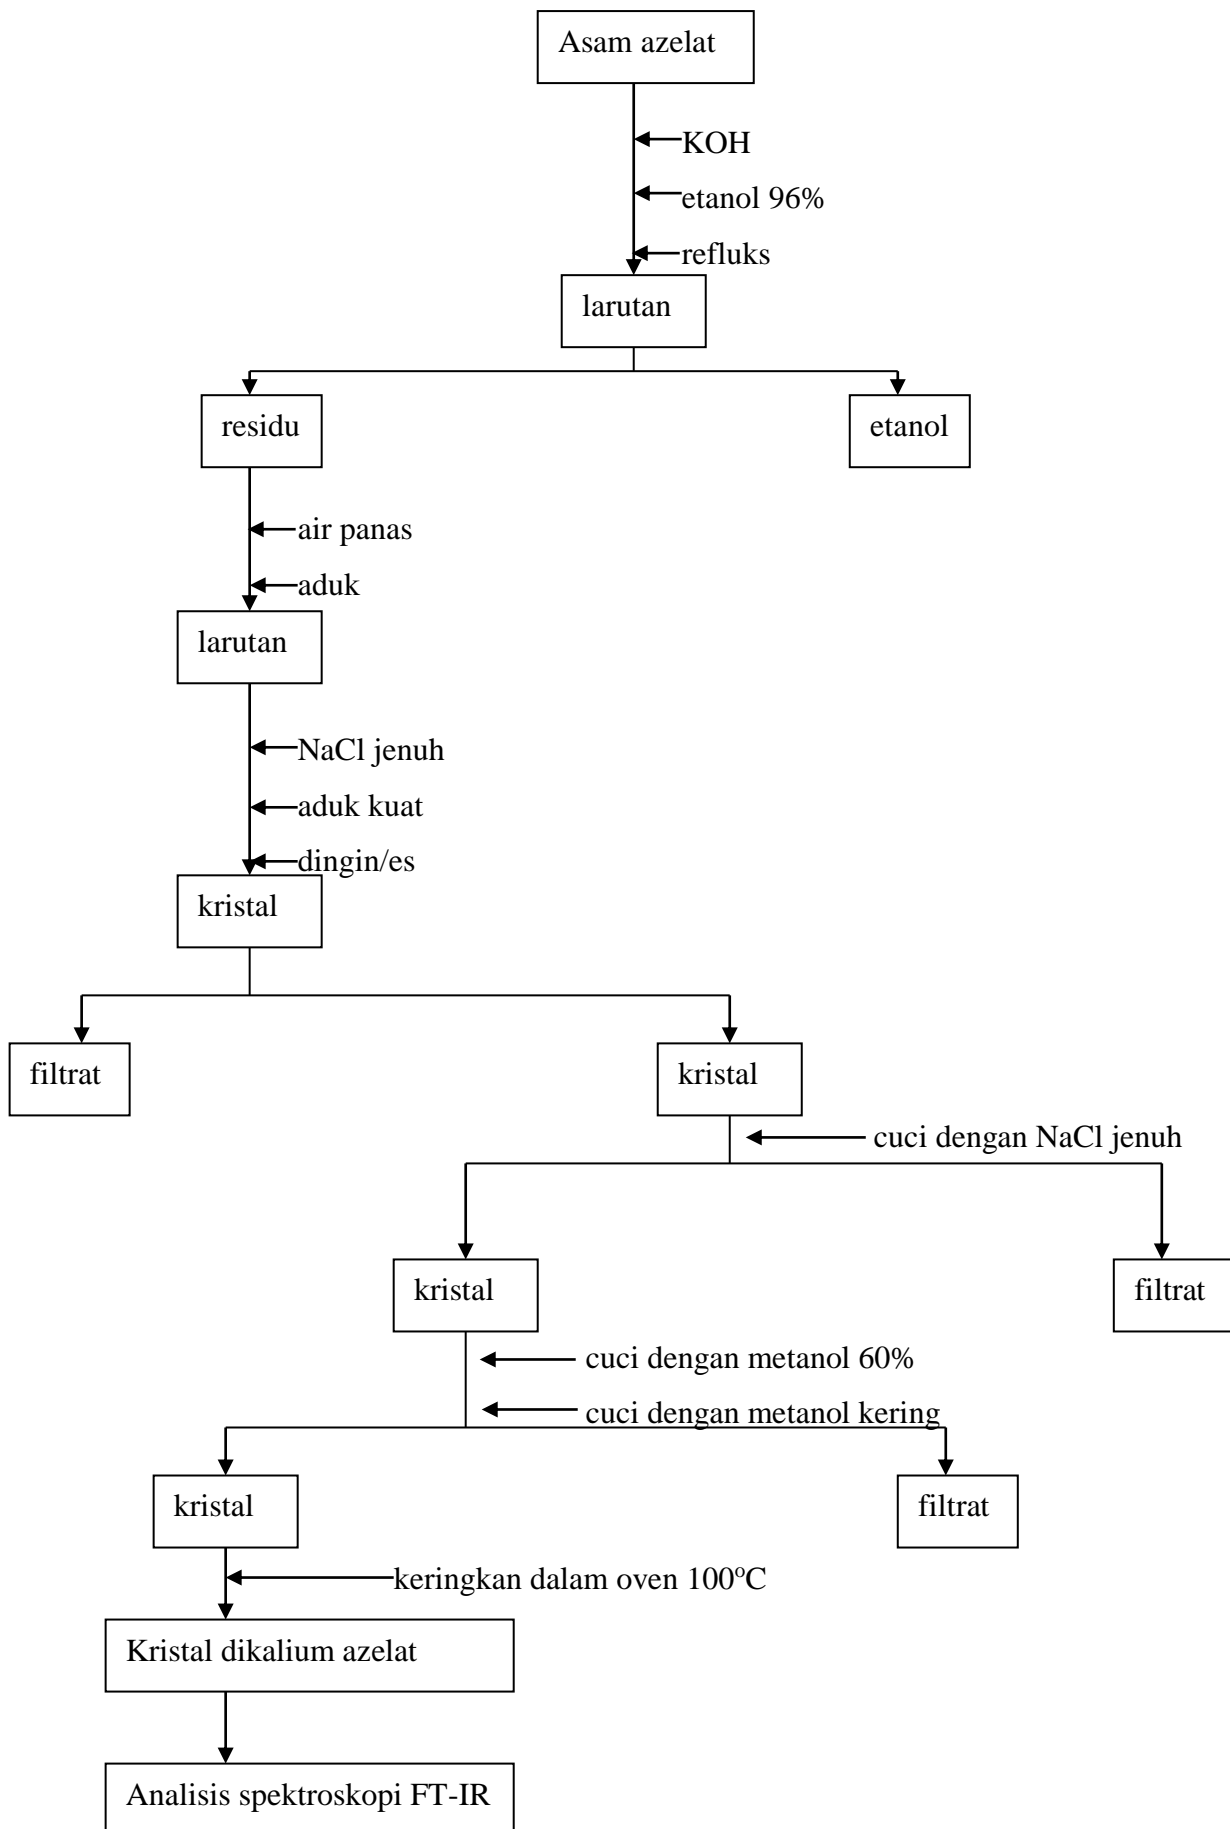 Asam azelat
KOH
etanol 96%
refluks
larutan
residu
etanol
air panas
aduk
larutan
NaCl jenuh
aduk kuat
dingin/es
kristal
filtrat
kristal
cuci dengan NaCl jenuh
kristal
filtrat
cuci dengan metanol 60%
cuci dengan metanol kering
kristal
filtrat
keringkan dalam oven 100°C
Kristal dikalium azelat
Analisis spektroskopi FT-IR